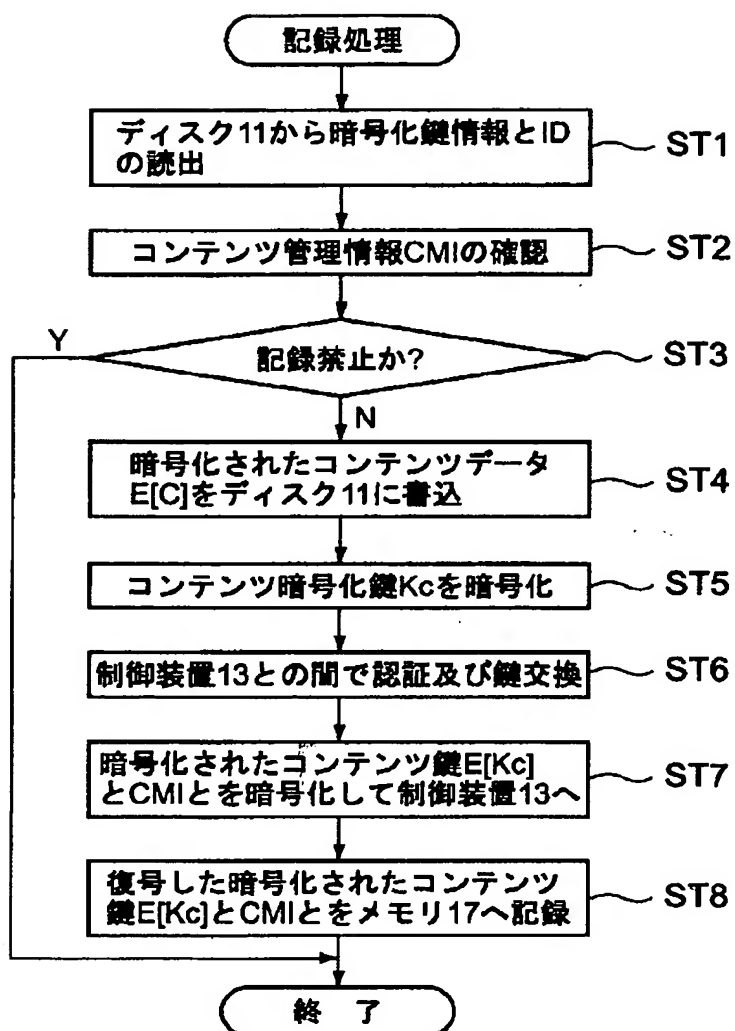 記録処理
ディスク11から暗号化鍵情報とID
の読出
ST1
コンテンツ管理情報CMIの確認
ST2
Y
記録禁止か?
ST3
N
暗号化されたコンテンツデータ
E[C]をディスク11に書込
ST4
コンテンツ暗号化鍵Kcを暗号化
ST5
制御装置13との間で認証及び鍵交換
ST6
暗号化されたコンテンツ鍵E[Kc]
とCMIとを暗号化して制御装置13へ
ST7
復号した暗号化されたコンテンツ
鍵E[Kc]とCMIとをメモリ17へ記録
ST8
終 了